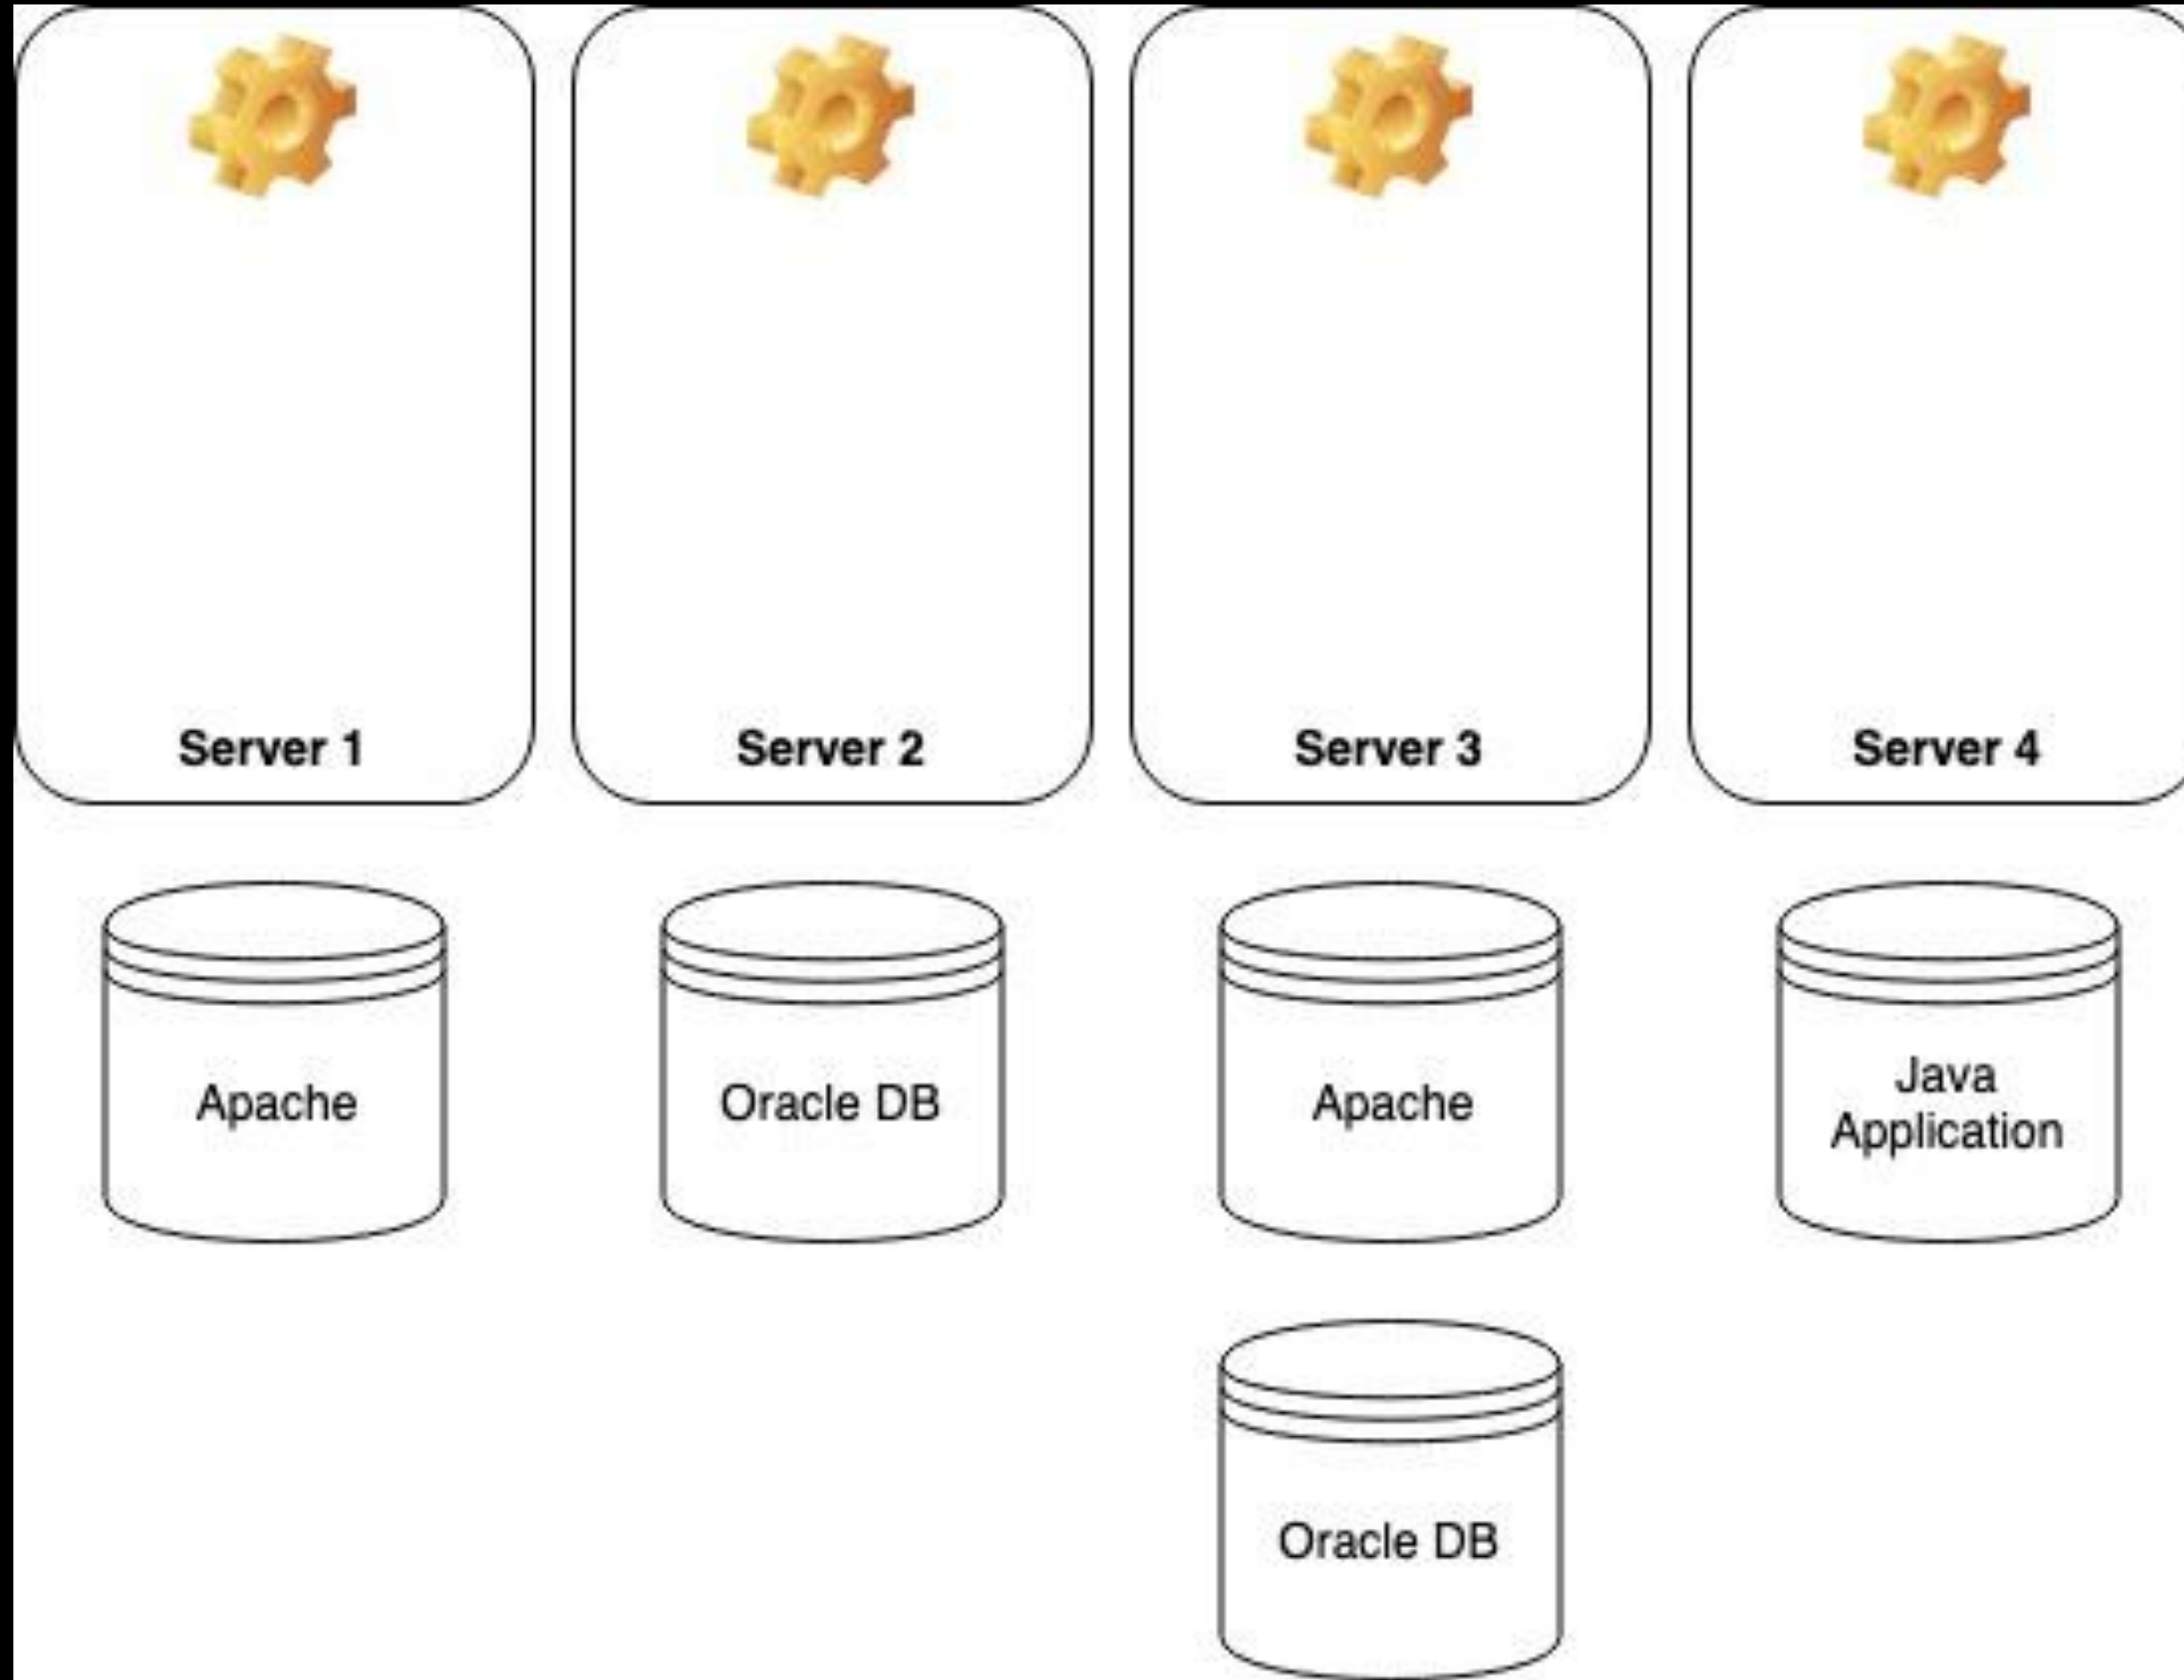 Server 1
Server 2
Server 3
Server 4
Apache
Oracle DB
Apache
Java
Application
Oracle DB